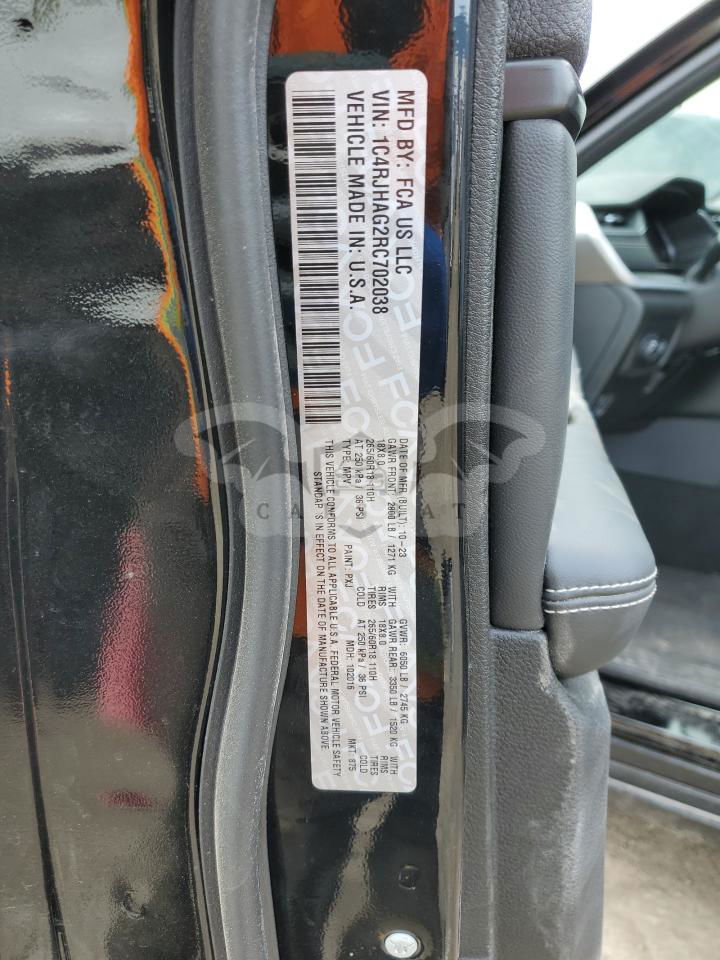 MFD BY: FCA US LLC
VIN: 1C4RJHAG2RC702038
VEHICLE MADE IN: U.S.A.
DATE OF MFR (BUILT): 10-23 GVWR: 6050 LB / 2745 KG
GAWR FRONT: 2800 LB / 1271 KG WITH GAWR REAR: 3350 LB / 1520 KG WITH
18X8.0 RIMS 18X8.0 RIMS
265/60R18 110H TIRES 265/60R18 110H TIRES
AT 250 kPa / 36 PSI COLD AT 250 kPa / 36 PSI COLD
TYPE: MPV PAINT: PXJ MDH: 102016 MKT: 875
THIS VEHICLE CONFORMS TO ALL APPLICABLE U.S.A. FEDERAL MOTOR VEHICLE SAFETY
STANDAR S IN EFFECT ON THE DATE OF MANUFACTURE SHOWN ABOVE